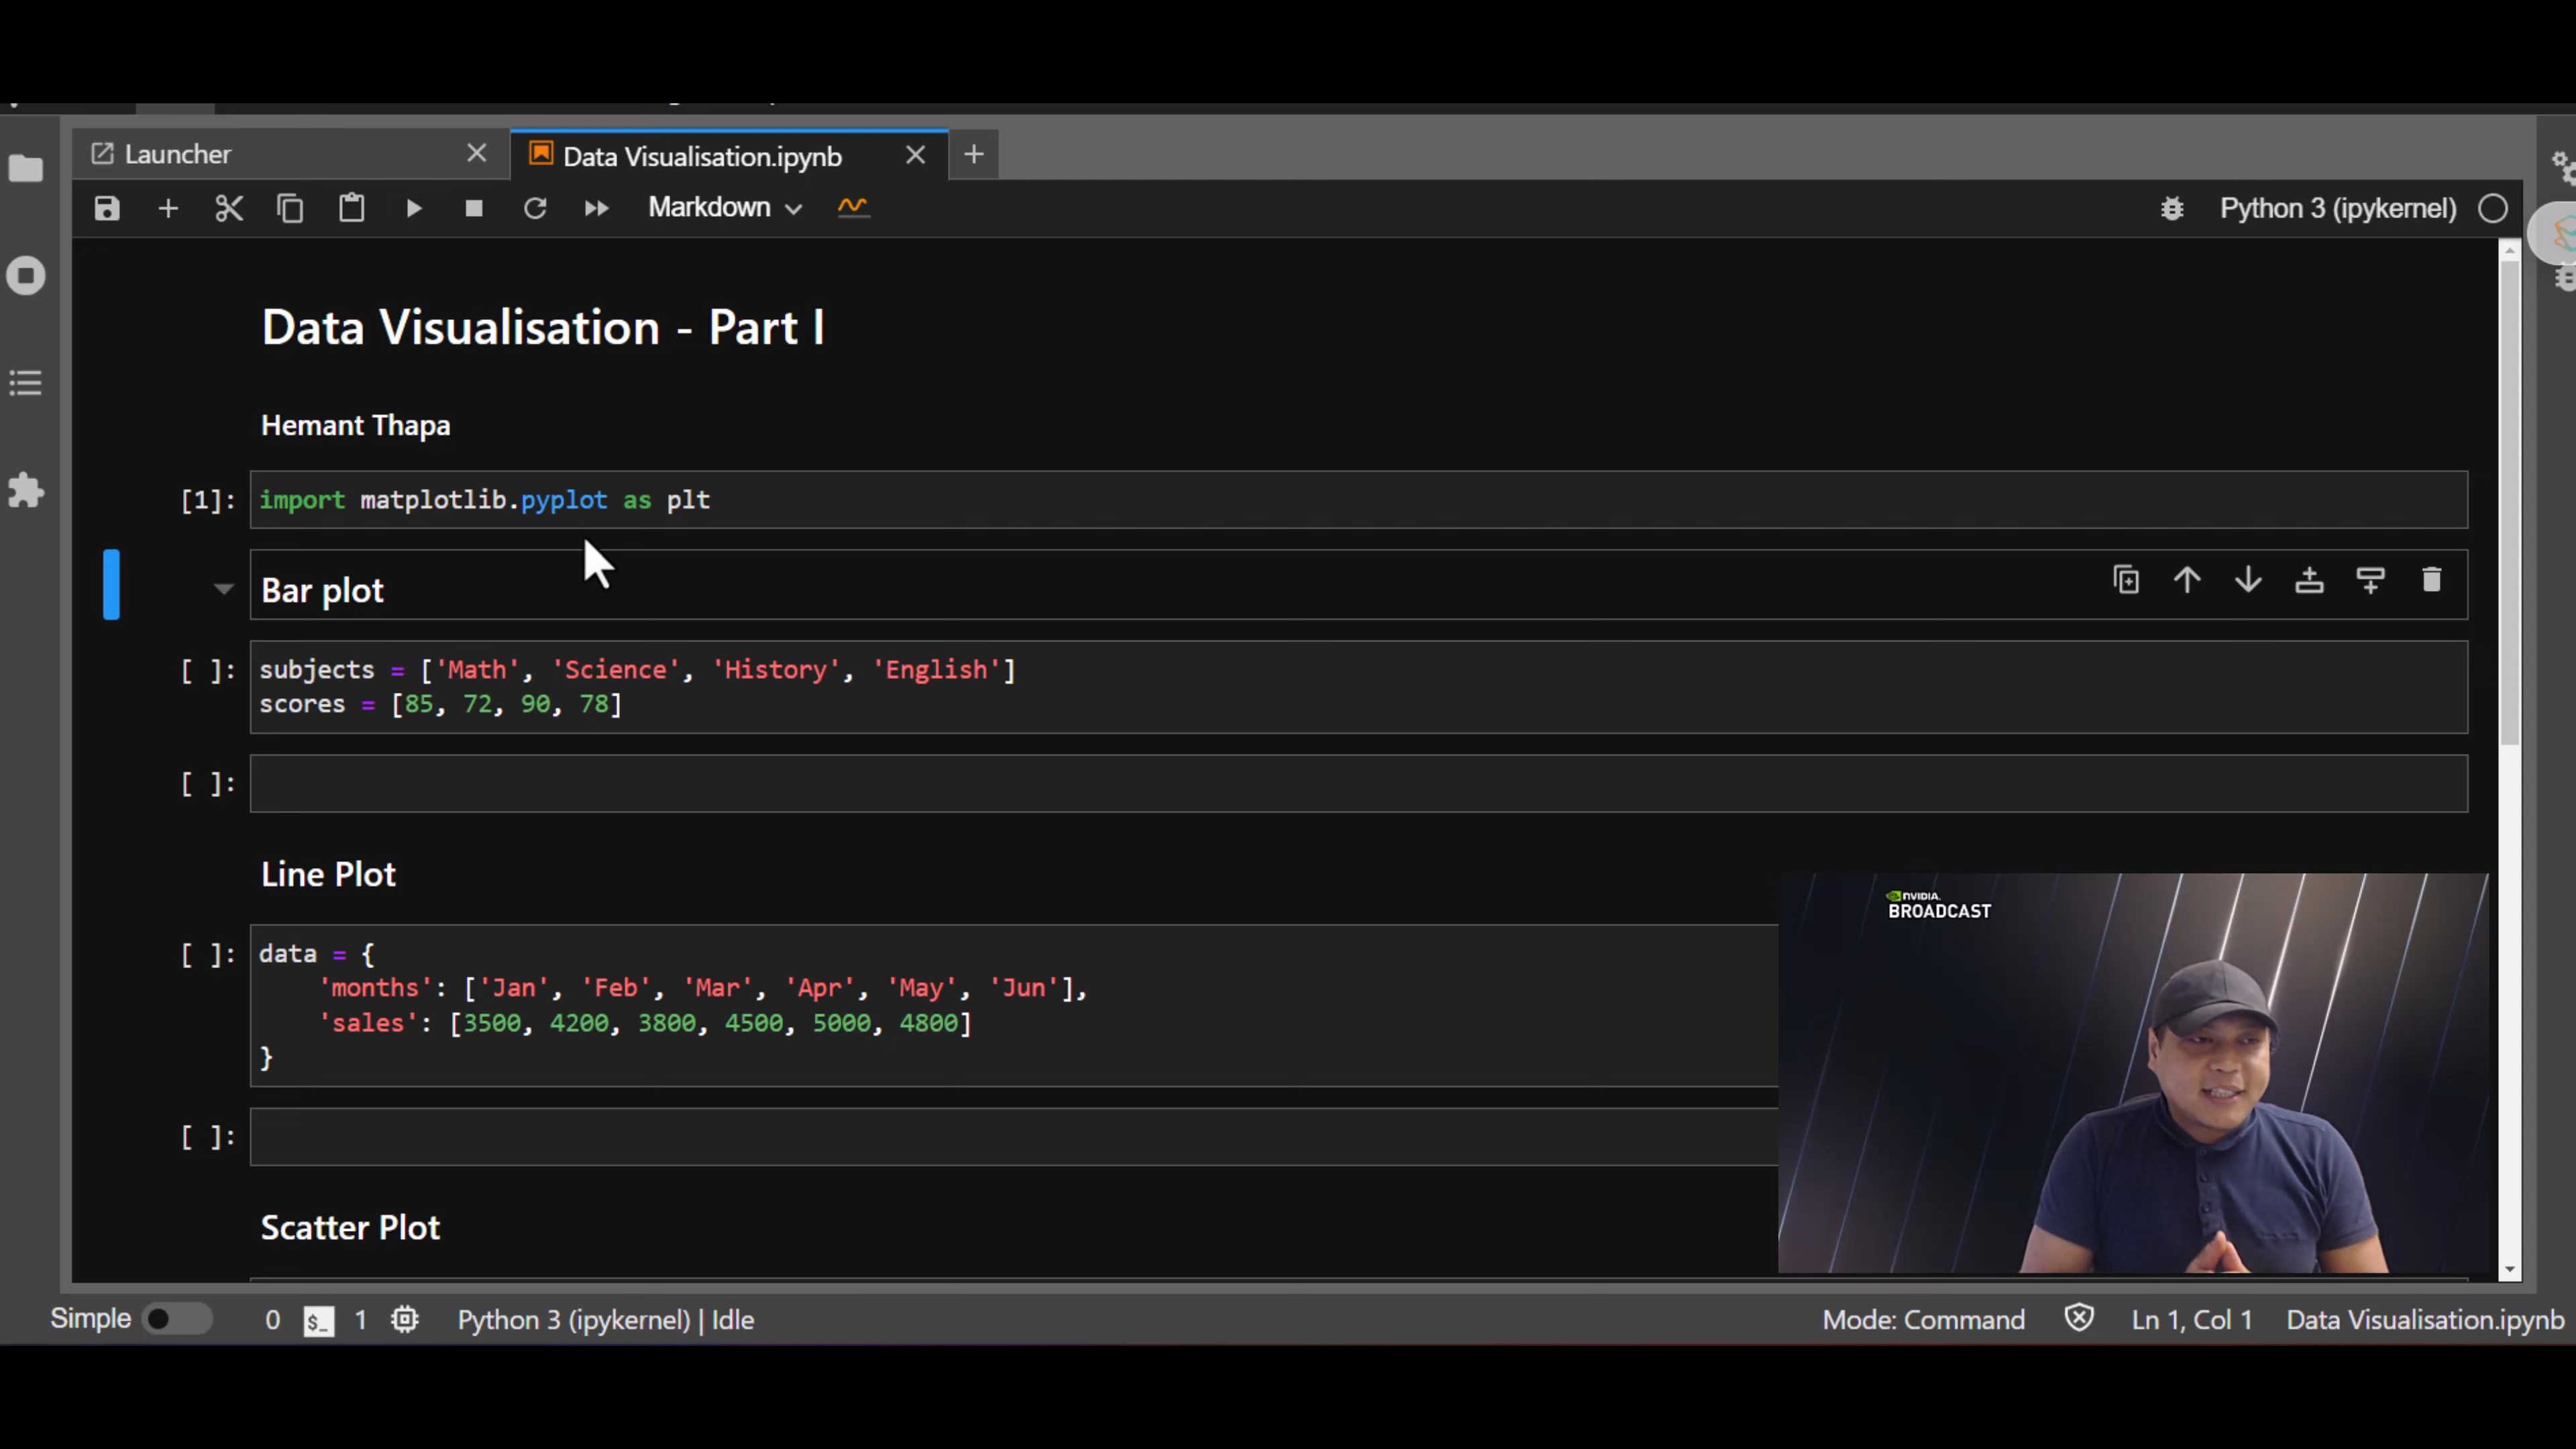 Launcher
Data Visualisation.ipynb
Markdown
Python 3 (ipykernel)
Data Visualisation - Part I
Hemant Thapa
[1]: import matplotlib.pyplot as plt
Bar plot
[ ]: subjects = ['Math', 'Science', 'History', 'English']
scores = [85, 72, 90, 78]
[ ]:
Line Plot
[ ]: data = {
'months': ['Jan', 'Feb', 'Mar', 'Apr', 'May', 'Jun'],
'sales': [3500, 4200, 3800, 4500, 5000, 4800]
}
[ ]:
Scatter Plot
NVIDIA.
BROADCAST
Simple 0 $_ 1 Python 3 (ipykernel) | Idle Mode: Command Ln 1, Col 1 Data Visualisation.ipynb